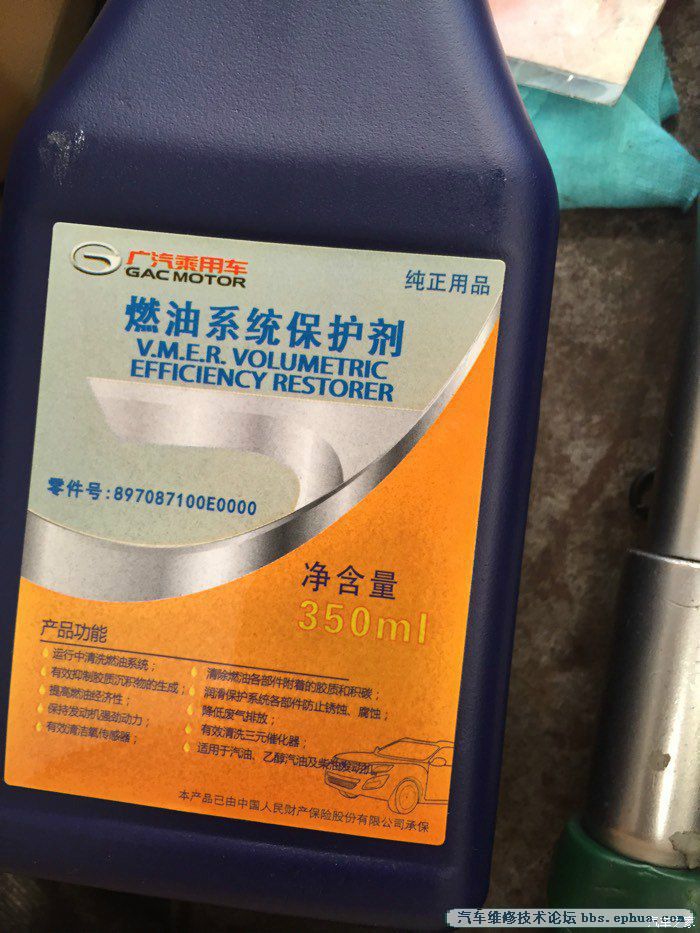 广汽乘用车
GAC MOTOR
纯正用品
燃油系统保护剂
V.M.E.R. VOLUMETRIC
EFFICIENCY RESTORER
零件号:897087100E0000
净含量
350ml
产品功能
运行中清洗燃油系统;
有效抑制胶质沉积物的生成;
提高燃油经济性;
保持发动机强劲动力;
有效清洁氧传感器;
清除燃油各部件附着的胶质和积碳;
润滑保护系统各部件防止锈蚀、腐蚀;
降低废气排放;
有效清洗三元催化器;
适用于汽油、乙醇汽油及柴油发动机。
本产品已由中国人民财产保险股份有限公司承保
汽车之家
汽车维修技术论坛 bbs.ephua.com